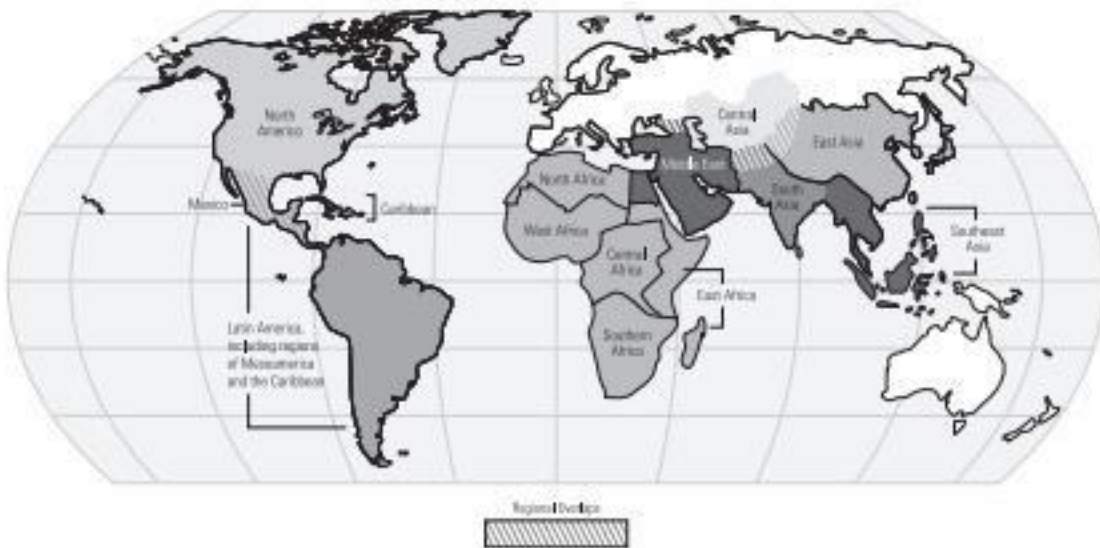 North
America
Mexico
Caribbean
Latin America,
including regions
of Mesoamerica
and the Caribbean
North Africa
West Africa
Central
Africa
East Africa
Southern
Africa
Middle East
Central
Asia
East Asia
South
Asia
Southeast
Asia
Regional Overlaps